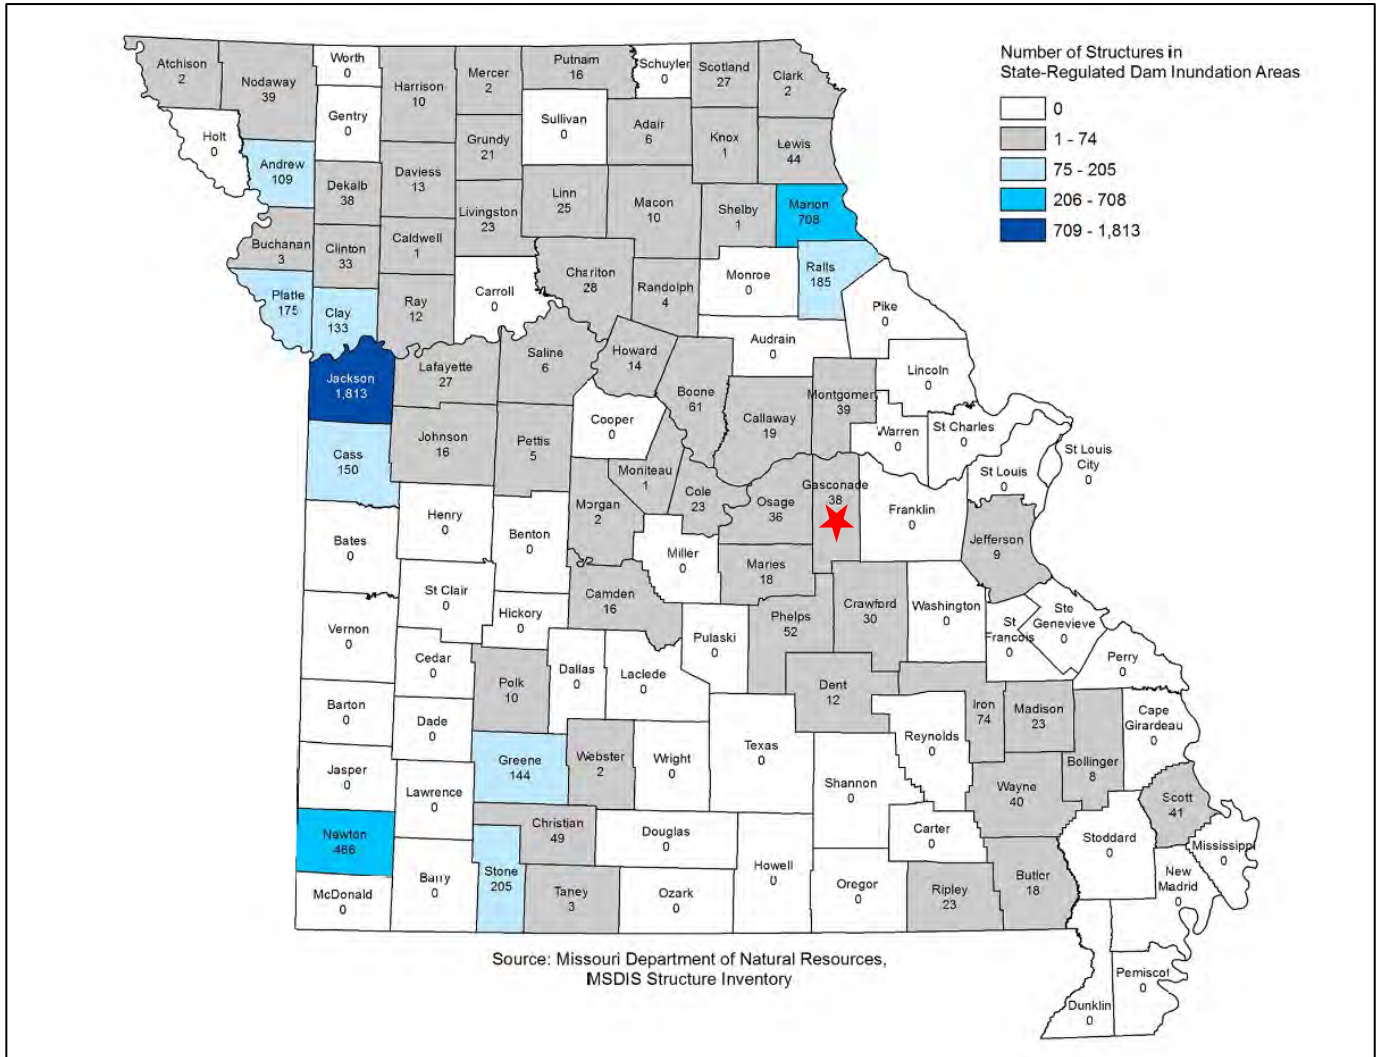 Number of Structures in
State-Regulated Dam Inundation Areas
0
1 - 74
75 - 205
206 - 708
709 - 1,813
Atchison
2
Nodaway
39
Worth
0
Harrison
10
Mercer
2
Putnam
16
Schuyler
0
Scotland
27
Clark
2
Holt
0
Gentry
0
Sullivan
0
Adair
6
Knox
1
Lewis
44
Andrew
109
Dekalb
38
Daviess
13
Grundy
21
Livingston
23
Linn
25
Macon
10
Shelby
1
Marion
708
Buchanan
3
Clinton
33
Caldwell
1
Chariton
28
Randolph
4
Monroe
0
Ralls
185
Platte
175
Clay
133
Ray
12
Carroll
0
Pike
0
Audrain
0
Jackson
1,813
Lafayette
27
Saline
6
Howard
14
Boone
61
Callaway
19
Montgomery
39
Lincoln
0
Cooper
0
Warren
0
St Charles
0
St Louis
0
St Louis
City
0
Cass
150
Johnson
16
Pettis
5
Moniteau
1
Cole
23
Osage
36
Gasconade
38
Franklin
0
Jefferson
9
Morgan
2
Miller
0
Maries
18
Bates
0
Henry
0
Benton
0
St Clair
0
Hickory
0
Camden
16
Pulaski
0
Phelps
52
Crawford
30
Washington
0
St
Francois
0
Ste
Genevieve
0
Perry
0
Vernon
0
Cedar
0
Polk
10
Dallas
0
Laclede
0
Dent
12
Iron
74
Madison
23
Cape
Girardeau
0
Barton
0
Dade
0
Greene
144
Webster
2
Wright
0
Texas
0
Shannon
0
Reynolds
0
Bollinger
8
Wayne
40
Scott
41
Jasper
0
Lawrence
0
Newton
466
Christian
49
Douglas
0
Howell
0
Carter
0
Stoddard
0
Mississippi
0
New
Madrid
0
McDonald
0
Barry
0
Stone
205
Taney
3
Ozark
0
Oregon
0
Ripley
23
Butler
18
Pemiscot
0
Dunklin
0
Source: Missouri Department of Natural Resources,
MSDIS Structure Inventory